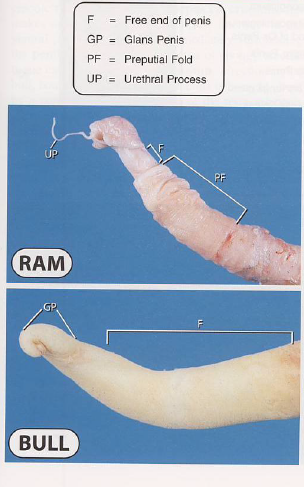 F = Free end of penis
GP = Glans Penis
PF = Preputial Fold
UP = Urethral Process
UP
F
PF
RAM
GP
F
BULL